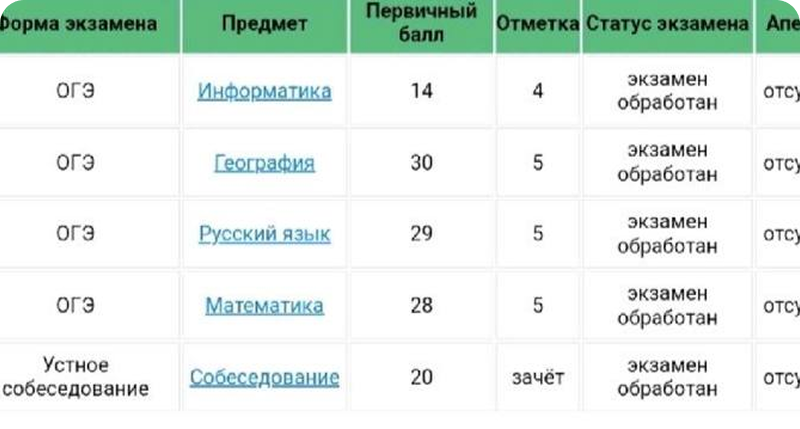 Форма экзамена Предмет Первичный балл Отметка Статус экзамена Апе
ОГЭ Информатика 14 4 экзамен обработан отсу
ОГЭ География 30 5 экзамен обработан отсу
ОГЭ Русский язык 29 5 экзамен обработан отсу
ОГЭ Математика 28 5 экзамен обработан отсу
Устное собеседование Собеседование 20 зачёт экзамен обработан отсу